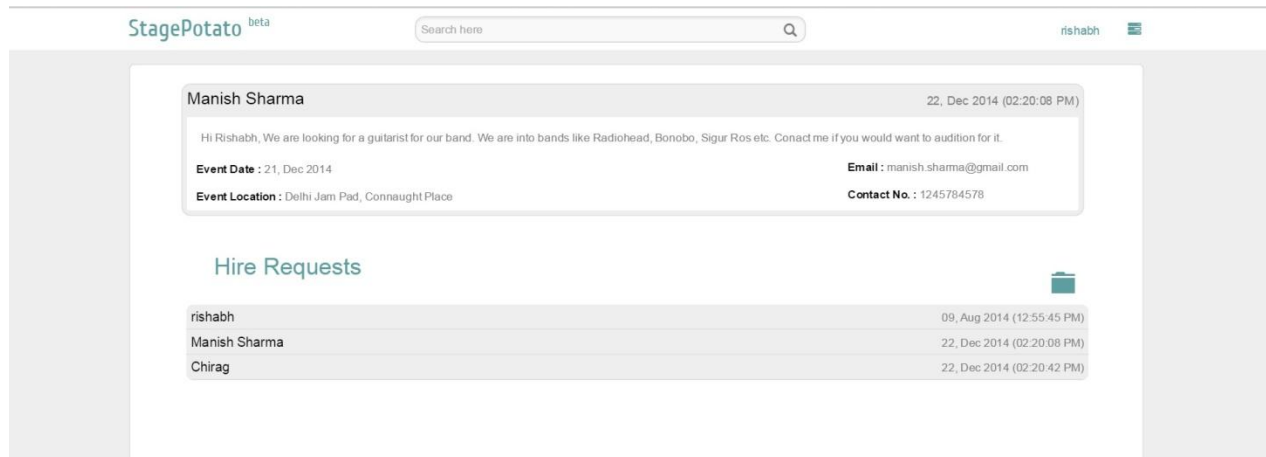 StagePotato beta
Search here
rishabh
Manish Sharma 22, Dec 2014 (02:20:08 PM)
Hi Rishabh, We are looking for a guitarist for our band. We are into bands like Radiohead, Bonobo, Sigur Ros etc. Conact me if you would want to audition for it.
Event Date : 21, Dec 2014 Email : manish.sharma@gmail.com
Event Location : Delhi Jam Pad, Connaught Place Contact No. : 1245784578
Hire Requests
rishabh 09, Aug 2014 (12:55:45 PM)
Manish Sharma 22, Dec 2014 (02:20:08 PM)
Chirag 22, Dec 2014 (02:20:42 PM)